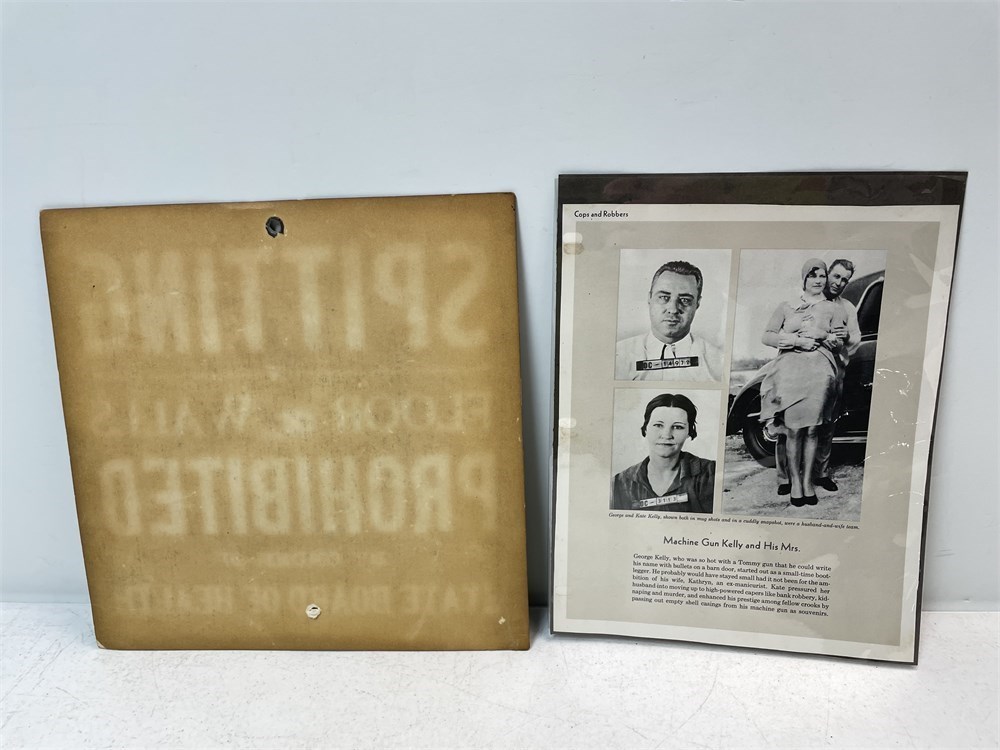 SPITTING
FLOOR or WALLS
PROHIBITED
Cops and Robbers
George and Kate Kelly, shown both in mug shots and in a cuddly snapshot, were a husband-and-wife team.
Machine Gun Kelly and His Mrs.
George Kelly, who was so hot with a Tommy gun that he could write
his name with bullets on a barn door, started out as a small-time boot-
legger. He probably would have stayed small had it not been for the am-
bition of his wife, Kathryn, an ex-manicurist. Kate pressured her
husband into moving up to high-powered capers like bank robbery, kid-
naping and murder, and enhanced his prestige among fellow crooks by
passing out empty shell casings from his machine gun as souvenirs.